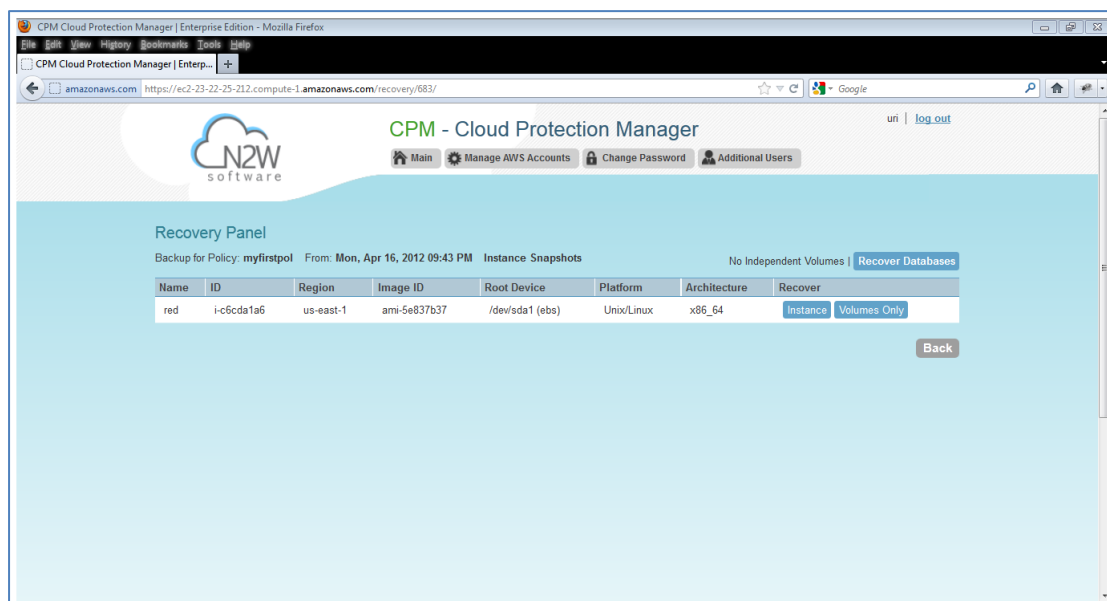 CPM Cloud Protection Manager | Enterprise Edition - Mozilla Firefox
File Edit View History Bookmarks Tools Help
CPM Cloud Protection Manager | Enterp... +
amazonaws.com https://ec2-23-22-25-212.compute-1.amazonaws.com/recovery/683/ Google
uri | log out
CPM - Cloud Protection Manager
N2W
software
Main Manage AWS Accounts Change Password Additional Users
Recovery Panel
Backup for Policy: myfirstpol From: Mon, Apr 16, 2012 09:43 PM Instance Snapshots No Independent Volumes | Recover Databases
Name ID Region Image ID Root Device Platform Architecture Recover
red i-c6cda1a6 us-east-1 ami-5e837b37 /dev/sda1 (ebs) Unix/Linux x86_64 Instance Volumes Only
Back